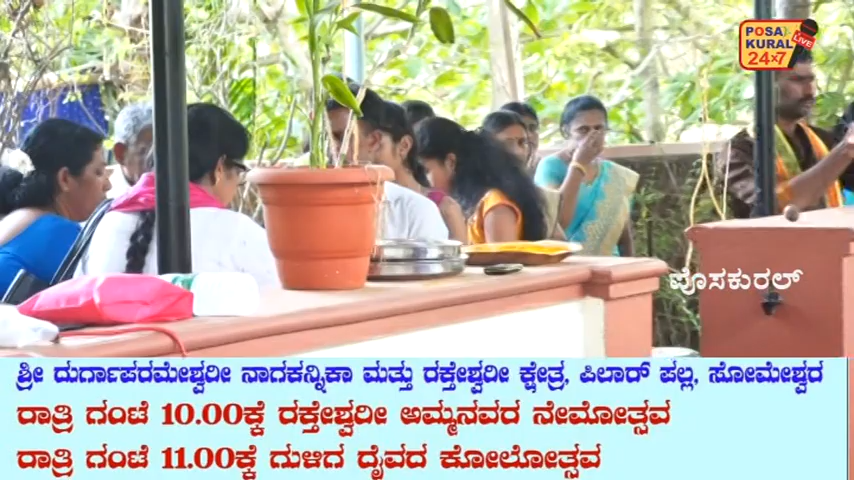 POSA
KURAL
LIVE
24x7
ಪೊಸಕುರಲ್
ಶ್ರೀ ದುರ್ಗಾಪರಮೇಶ್ವರೀ ನಾಗಕನ್ನಿಕಾ ಮತ್ತು ರಕ್ತೇಶ್ವರೀ ಕ್ಷೇತ್ರ, ಪಿಲಾರ್ ಪಲ್ಲ, ಸೋಮೇಶ್ವರ
ರಾತ್ರಿ ಗಂಟೆ 10.00ಕ್ಕೆ ರಕ್ತೇಶ್ವರೀ ಅಮ್ಮನವರ ನೇಮೋತ್ಸವ
ರಾತ್ರಿ ಗಂಟೆ 11.00ಕ್ಕೆ ಗುಳಿಗ ದೈವದ ಕೋಲೋತ್ಸವ